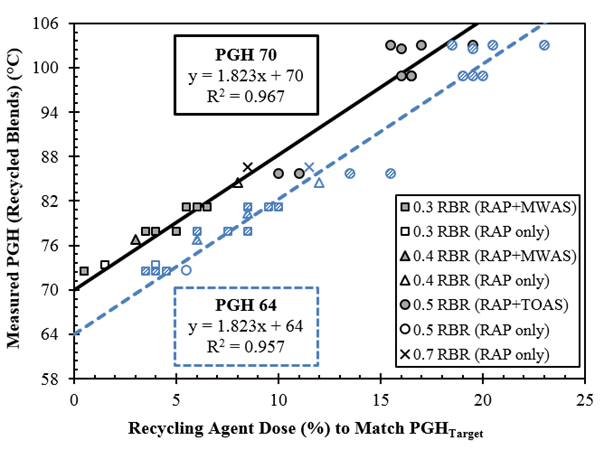 106
100
94
88
82
76
70
64
58
Measured PGH (Recycled Blends) (°C)
PGH 70
y = 1.823x + 70
R² = 0.967
PGH 64
y = 1.823x + 64
R² = 0.957
0.3 RBR (RAP+MWAS)
0.3 RBR (RAP only)
0.4 RBR (RAP+MWAS)
0.4 RBR (RAP only)
0.5 RBR (RAP+TOAS)
0.5 RBR (RAP only)
0.7 RBR (RAP only)
0 5 10 15 20 25
Recycling Agent Dose (%) to Match PGHTarget